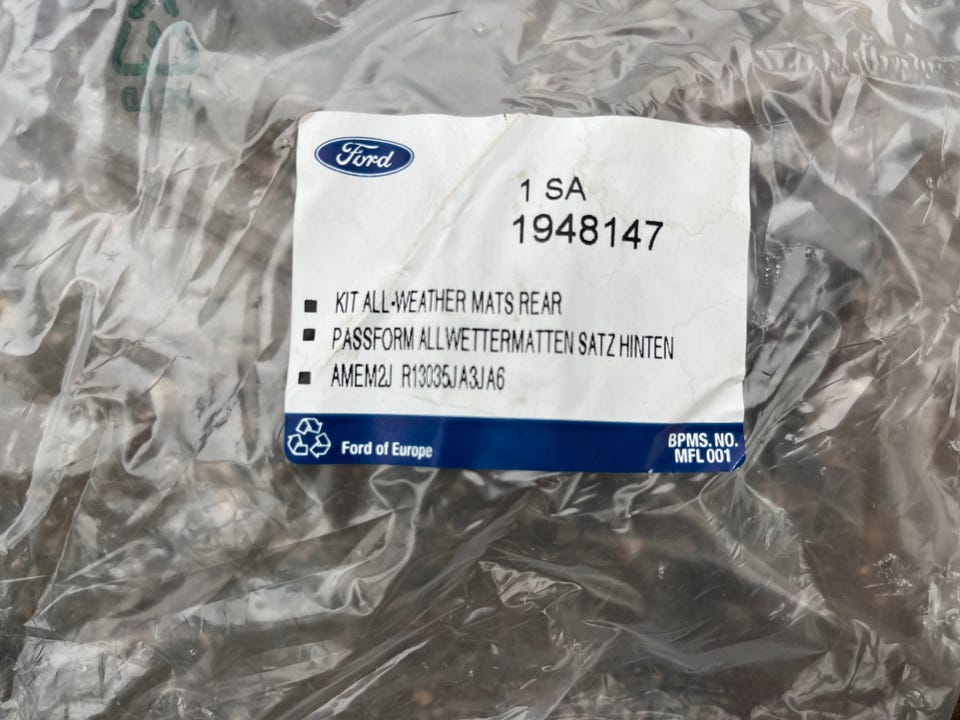 Ford
1 SA
1948147
KIT ALL-WEATHER MATS REAR
PASSFORM ALLWETTERMATTEN SATZ HINTEN
AMEM2J R13035JA3JA6
Ford of Europe
BPMS. NO.
MFL 001